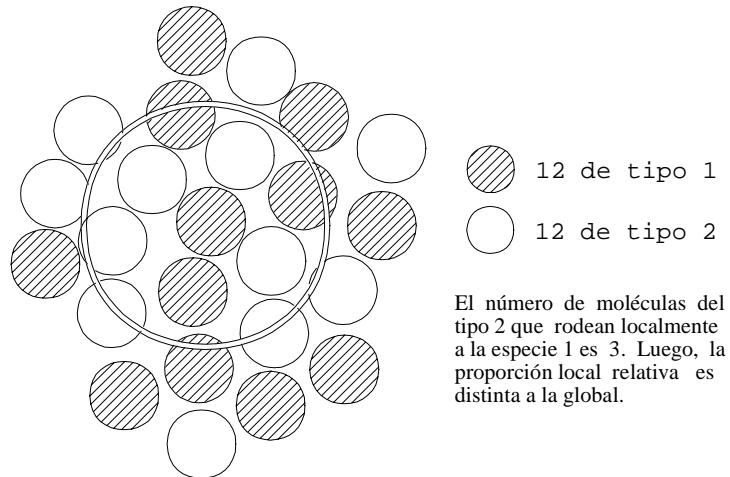 12 de tipo 1
12 de tipo 2
El número de moléculas del
tipo 2 que rodean localmente
a la especie 1 es 3. Luego, la
proporción local relativa es
distinta a la global.